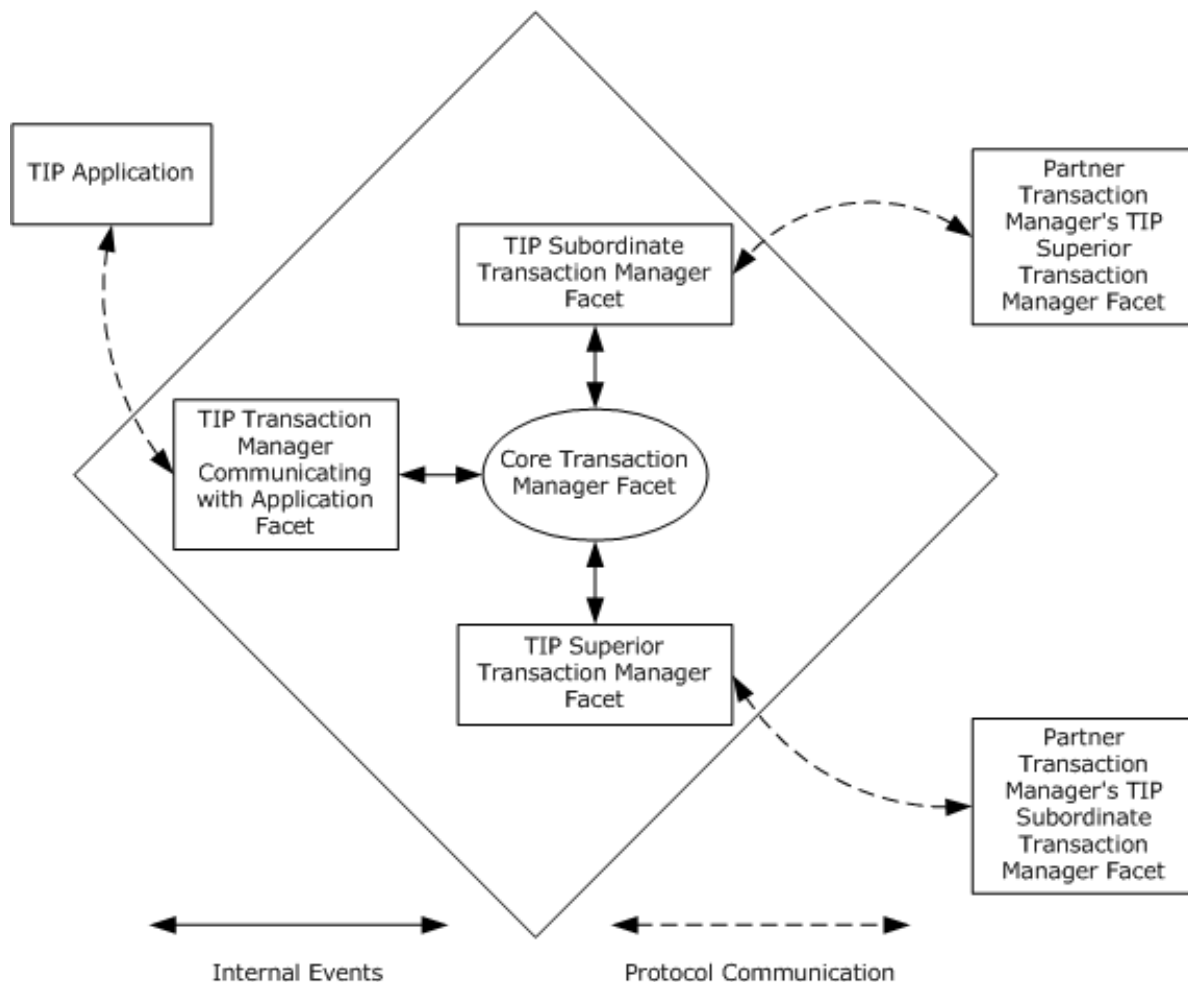 TIP Application
Partner
Transaction
Manager's TIP
Superior
Transaction
Manager Facet
TIP Subordinate
Transaction Manager
Facet
TIP Transaction
Manager
Communicating
with Application
Facet
Core Transaction
Manager Facet
TIP Superior
Transaction Manager
Facet
Partner
Transaction
Manager's TIP
Subordinate
Transaction
Manager Facet
Internal Events
Protocol Communication